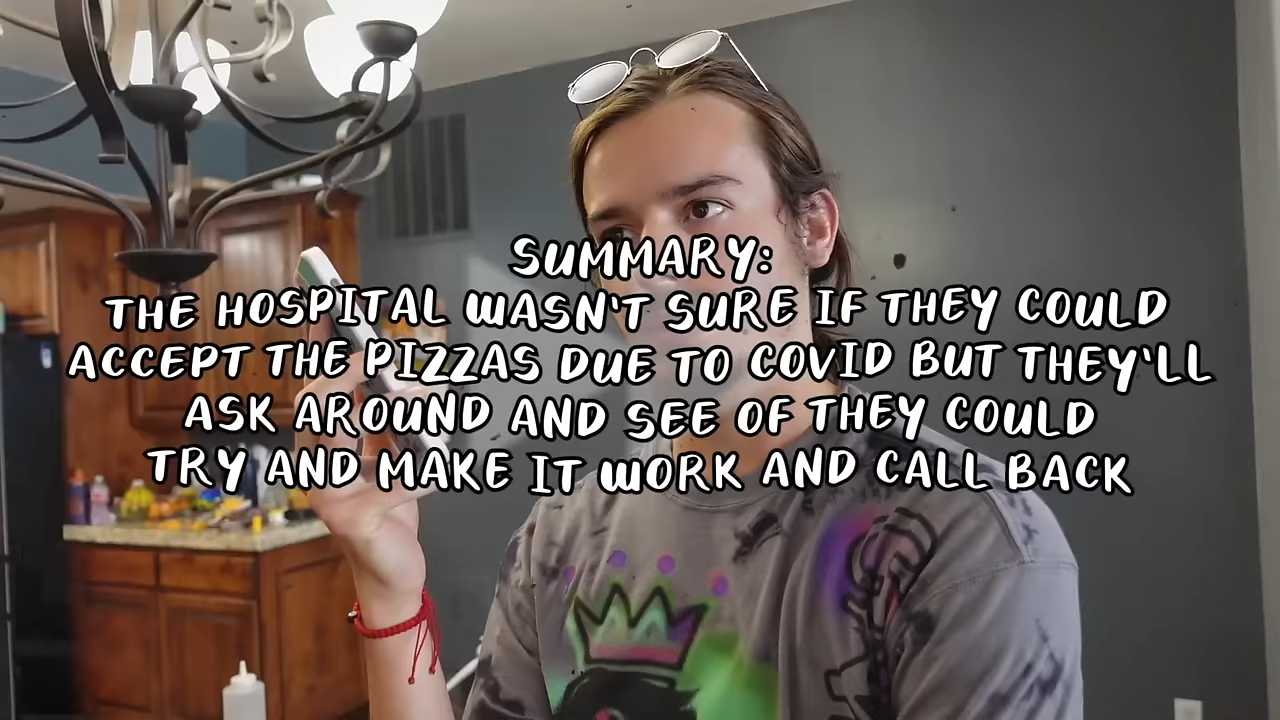 SUMMARY:
THE HOSPITAL WASN'T SURE IF THEY COULD
ACCEPT THE PIZZAS DUE TO COVID BUT THEY'LL
ASK AROUND AND SEE OF THEY COULD
TRY AND MAKE IT WORK AND CALL BACK